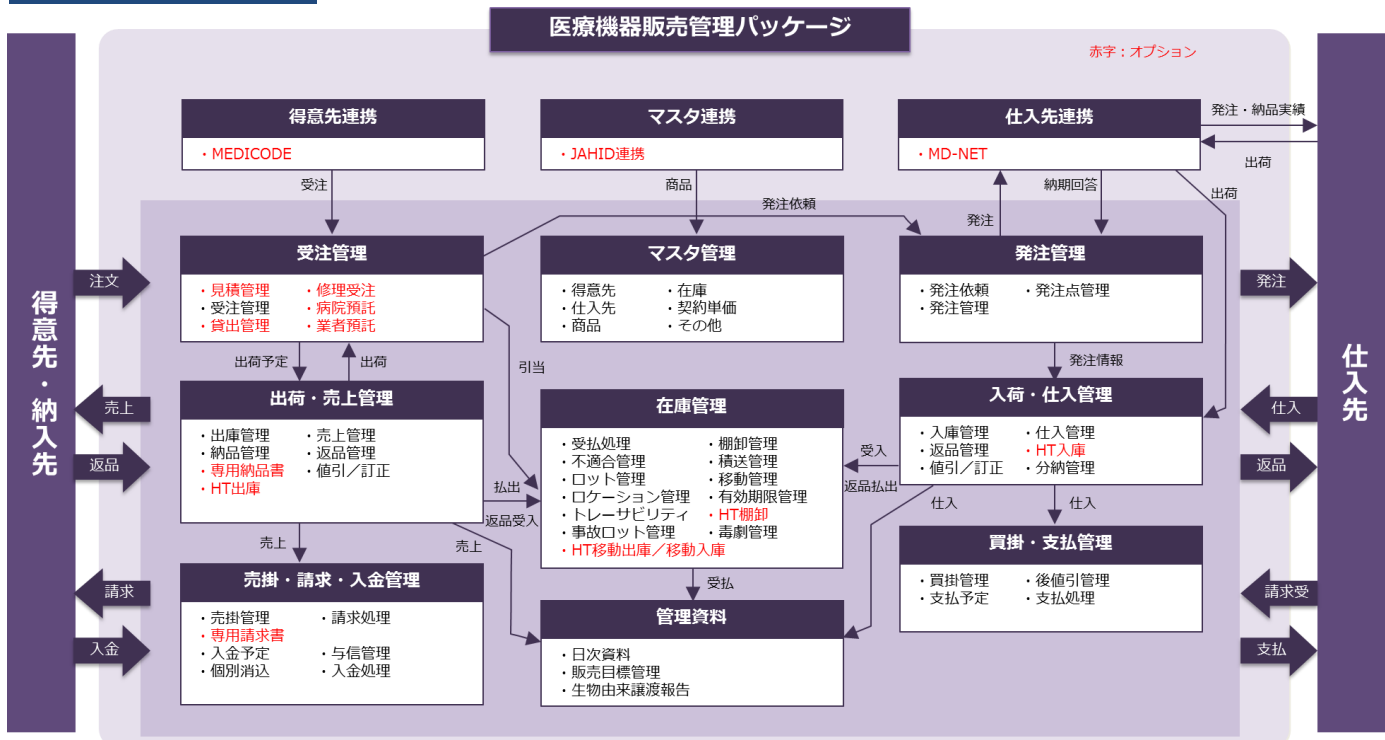 医療機器販売管理パッケージ
赤字：オプション
得意先・納入先
仕入先
得意先連携
・MEDICODE
マスタ連携
・JAHID連携
仕入先連携
・MD-NET
発注・納品実績
出荷
受注
商品
発注依頼
発注
納期回答
出荷
注文
受注管理
・見積管理 ・修理受注
・受注管理 ・病院預託
・貸出管理 ・業者預託
マスタ管理
・得意先 ・在庫
・仕入先 ・契約単価
・商品 ・その他
発注管理
・発注依頼 ・発注点管理
・発注管理
発注
出荷予定
出荷
引当
発注情報
売上
返品
出荷・売上管理
・出庫管理 ・売上管理
・納品管理 ・返品管理
・専用納品書 ・値引／訂正
・HT出庫
在庫管理
・受払処理 ・棚卸管理
・不適合管理 ・積送管理
・ロット管理 ・移動管理
・ロケーション管理 ・有効期限管理
・トレーサビリティ ・HT棚卸
・事故ロット管理 ・毒劇管理
・HT移動出庫／移動入庫
入荷・仕入管理
・入庫管理 ・仕入管理
・返品管理 ・HT入庫
・値引／訂正 ・分納管理
仕入
返品
払出
返品受入
受入
返品払出
売上
売上
受払
仕入
仕入
請求
入金
売掛・請求・入金管理
・売掛管理 ・請求処理
・専用請求書
・入金予定 ・与信管理
・個別消込 ・入金処理
管理資料
・日次資料
・販売目標管理
・生物由来譲渡報告
買掛・支払管理
・買掛管理 ・後値引管理
・支払予定 ・支払処理
請求受
支払